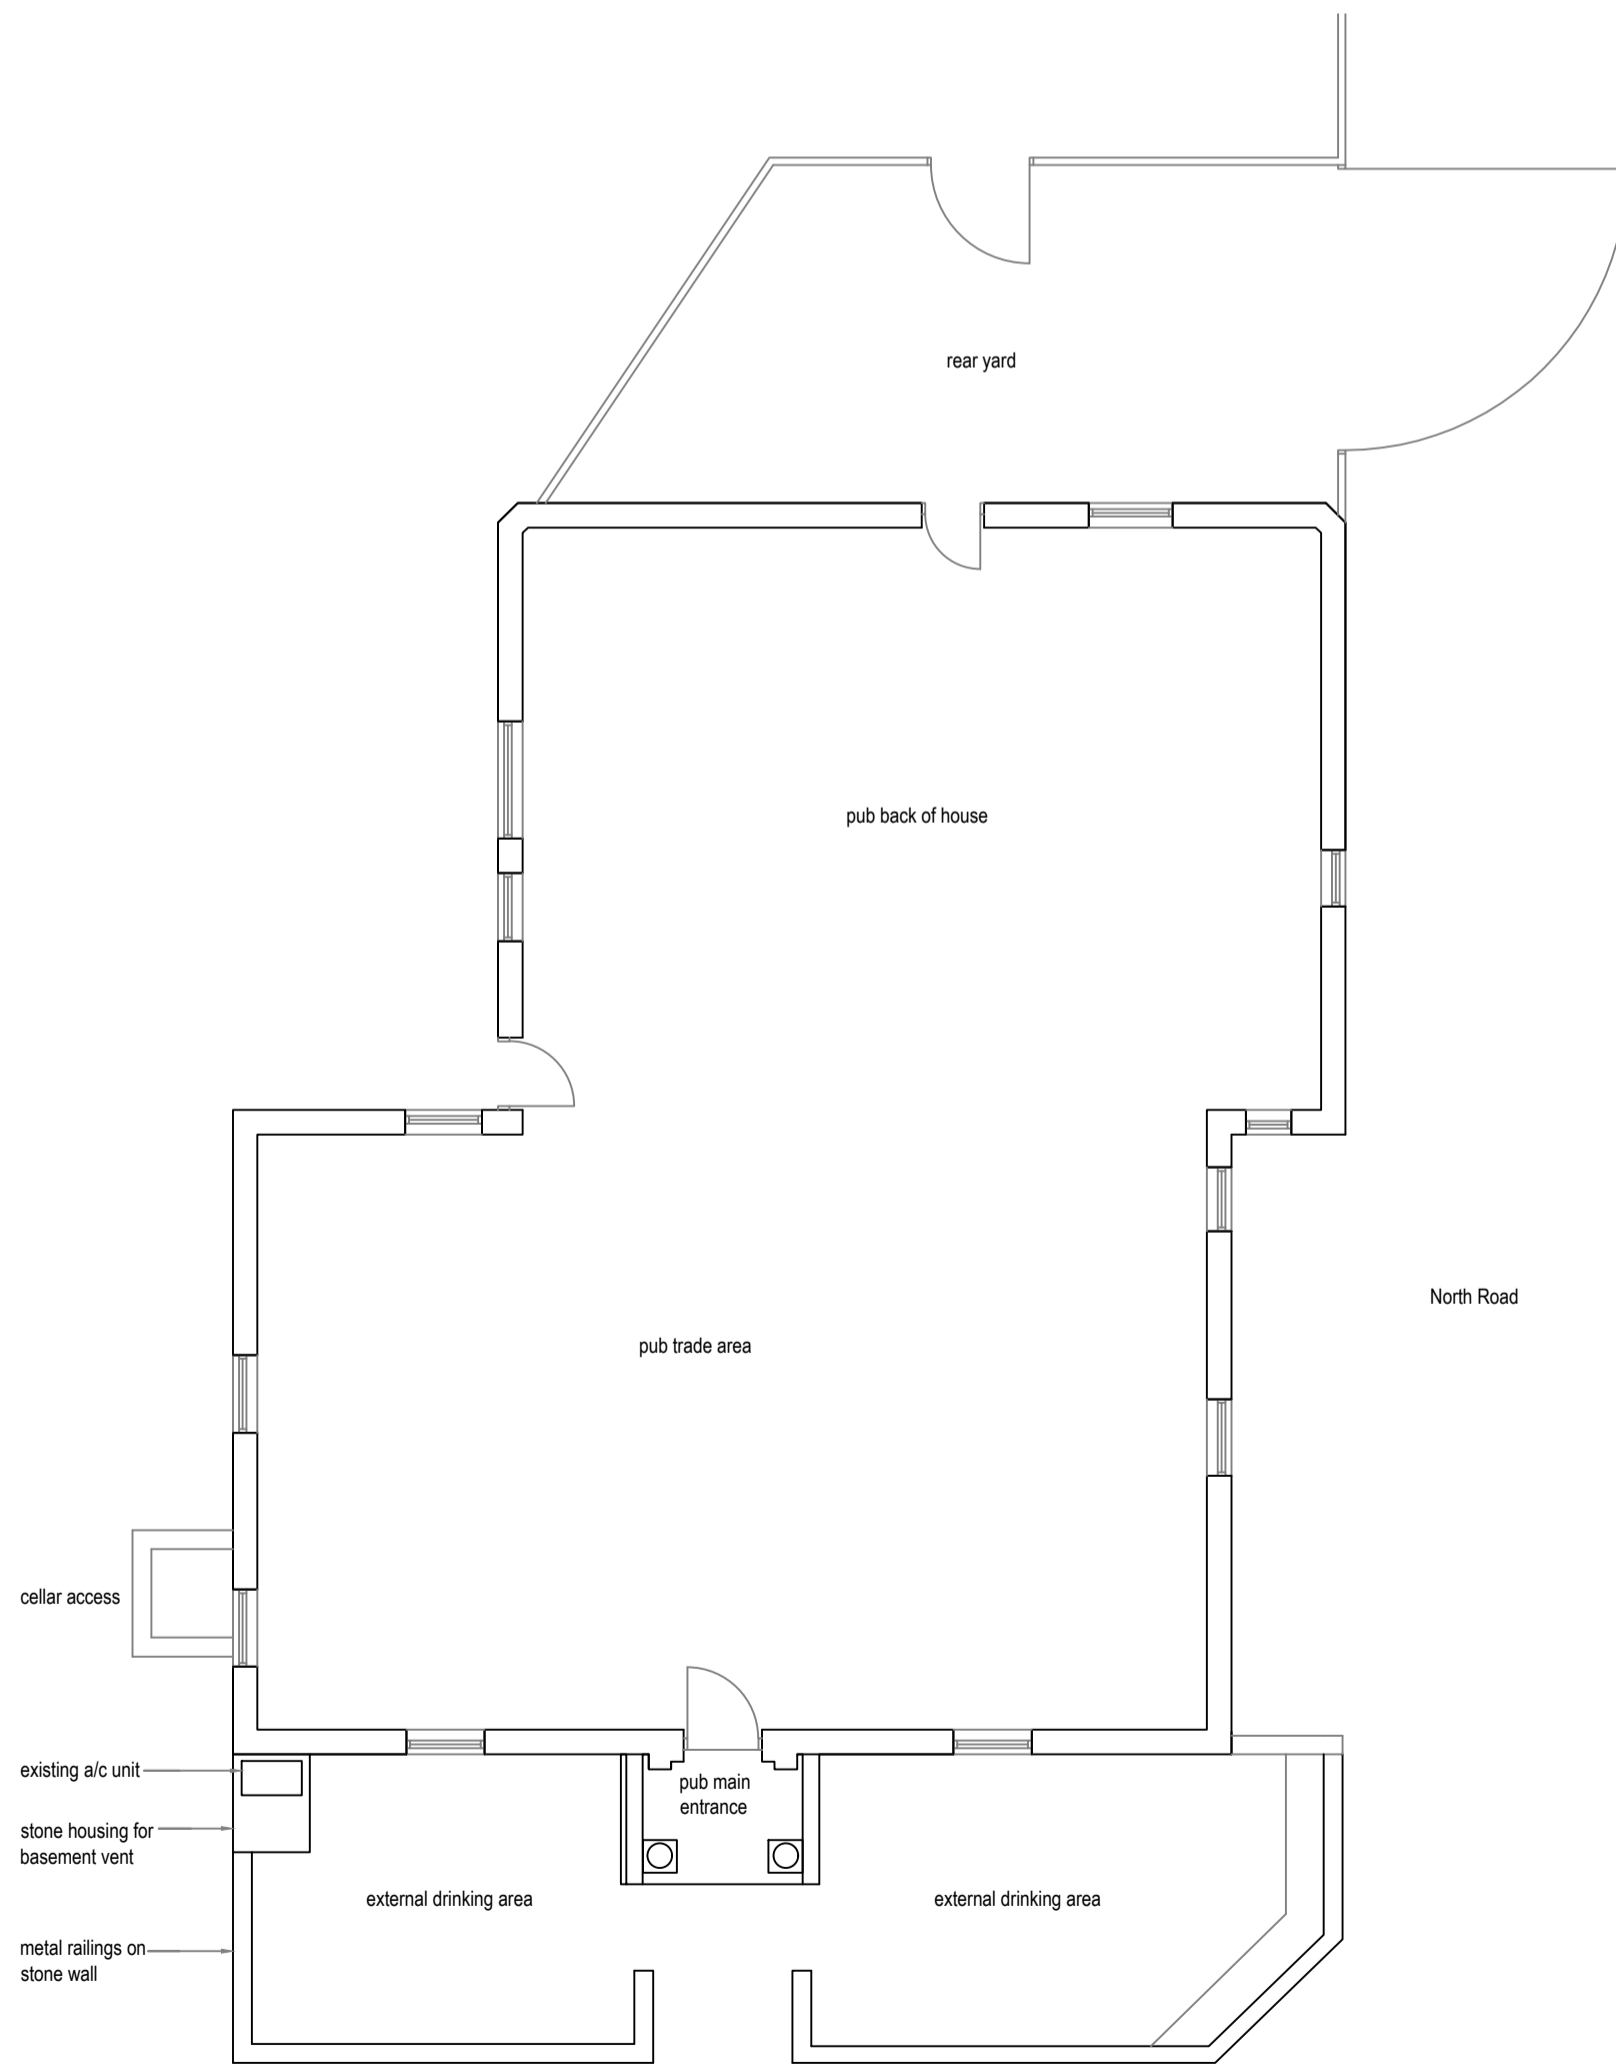 rear yard
pub back of house
North Road
pub trade area
cellar access
existing a/c unit
pub main
entrance
stone housing for
basement vent
external drinking area
external drinking area
metal railings on
stone wall